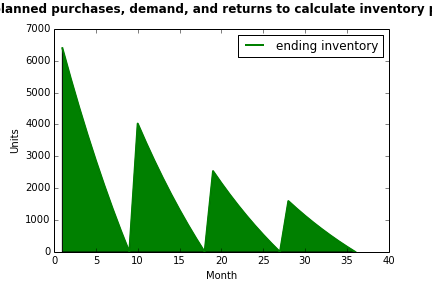 planned purchases, demand, and returns to calculate inventory
ending inventory
Units
7000
6000
5000
4000
3000
2000
1000
0
0 5 10 15 20 25 30 35 40
Month